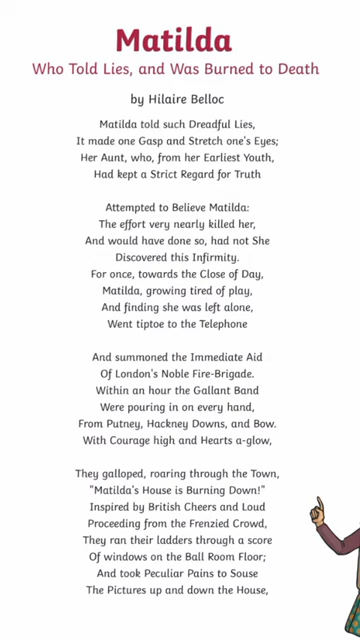 Matilda
Who Told Lies, and Was Burned to Death
by Hilaire Belloc
Matilda told such Dreadful Lies,
It made one Gasp and Stretch one's Eyes;
Her Aunt, who, from her Earliest Youth,
Had kept a Strict Regard for Truth
Attempted to Believe Matilda:
The effort very nearly killed her,
And would have done so, had not She
Discovered this Infirmity.
For once, towards the Close of Day,
Matilda, growing tired of play,
And finding she was left alone,
Went tiptoe to the Telephone
And summoned the Immediate Aid
Of London's Noble Fire-Brigade.
Within an hour the Gallant Band
Were pouring in on every hand,
From Putney, Hackney Downs, and Bow.
With Courage high and Hearts a-glow,
They galloped, roaring through the Town,
"Matilda's House is Burning Down!"
Inspired by British Cheers and Loud
Proceeding from the Frenzied Crowd,
They ran their ladders through a score
Of windows on the Ball Room Floor;
And took Peculiar Pains to Souse
The Pictures up and down the House,